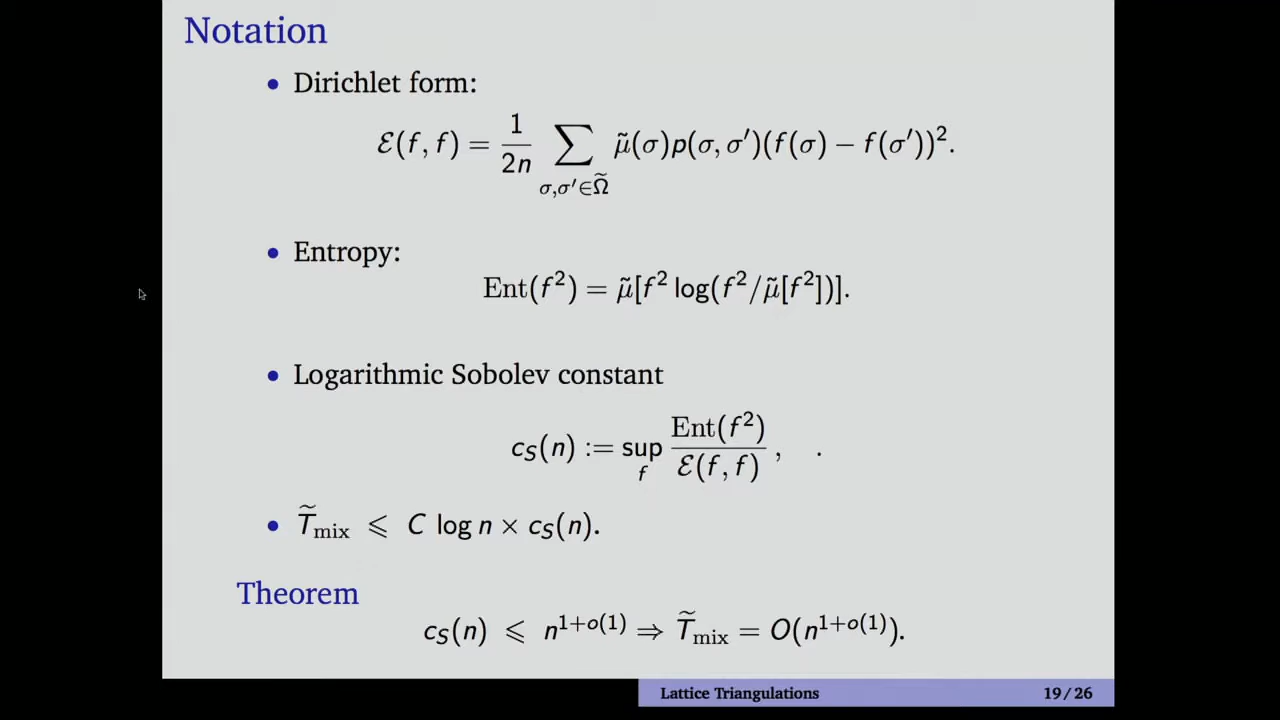 Notation
• Dirichlet form:
ℰ(f, f) = 1/2n ∑_{σ,σ′∈Ω̃} μ̃(σ)p(σ, σ′)(f(σ) − f(σ′))².
• Entropy:
Ent(f²) = μ̃[f² log(f²/μ̃[f²])].
• Logarithmic Sobolev constant
c_S(n) := sup_f Ent(f²)/ℰ(f, f) , .
• T̃_mix ⩽ C log n × c_S(n).
Theorem
c_S(n) ⩽ n^{1+o(1)} ⇒ T̃_mix = O(n^{1+o(1)}).
Lattice Triangulations 19 / 26